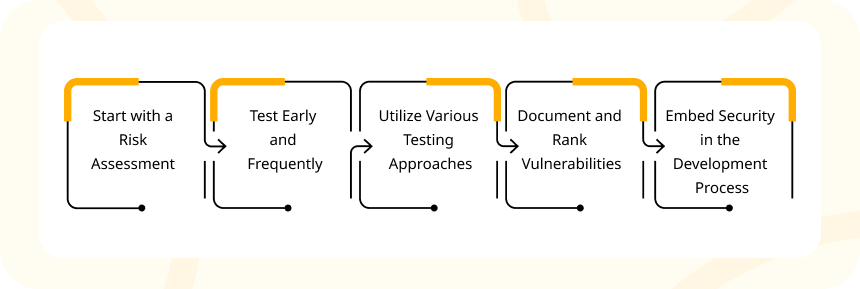 Start with a
Risk
Assessment
Test Early
and
Frequently
Utilize Various
Testing
Approaches
Document and
Rank
Vulnerabilities
Embed Security
in the
Development
Process